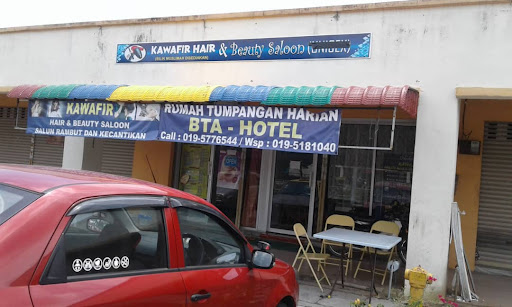 KAWAFIR HAIR & Beauty Saloon (UNISEX)
KAWAFIR
HAIR & BEAUTY SALOON
SALUN RAMBUT DAN KECANTIKAN
RUMAH TUMPANGAN HARIAN
BTA - HOTEL
Call : 019-5776544 / Wsp : 019-5181040